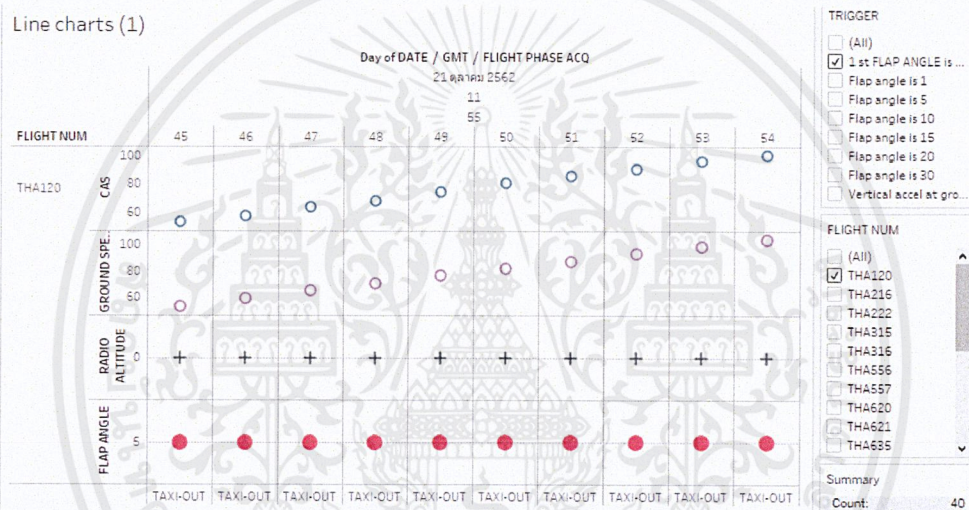 Line charts (1)
Day of DATE / GMT / FLIGHT PHASE ACQ
21 ตุลาคม 2562
11
55
FLIGHT NUM 45 46 47 48 49 50 51 52 53 54
THA120
CAS
100
80
60
GROUND SPE..
100
80
60
RADIO
ALTITUDE
0
FLAP ANGLE
5
TAXI-OUT TAXI-OUT TAXI-OUT TAXI-OUT TAXI-OUT TAXI-OUT TAXI-OUT TAXI-OUT TAXI-OUT TAXI-OUT
TRIGGER
(All)
1 st FLAP ANGLE is ...
Flap angle is 1
Flap angle is 5
Flap angle is 10
Flap angle is 15
Flap angle is 20
Flap angle is 30
Vertical accel at gro...
FLIGHT NUM
(All)
THA120
THA216
THA222
THA315
THA316
THA556
THA557
THA620
THA621
THA635
Summary
Count: 40